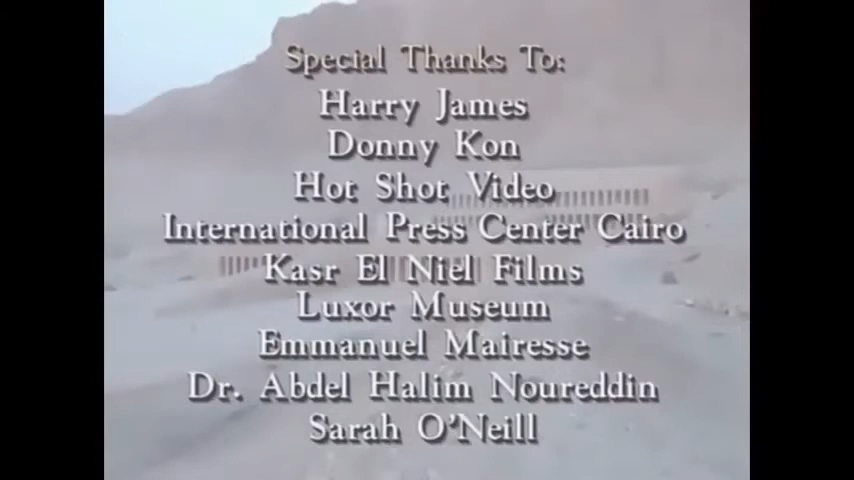 Special Thanks To:
Harry James
Donny Kon
Hot Shot Video
International Press Center Cairo
Kasr El Niel Films
Luxor Museum
Emmanuel Mairesse
Dr. Abdel Halim Noureddin
Sarah O'Neill